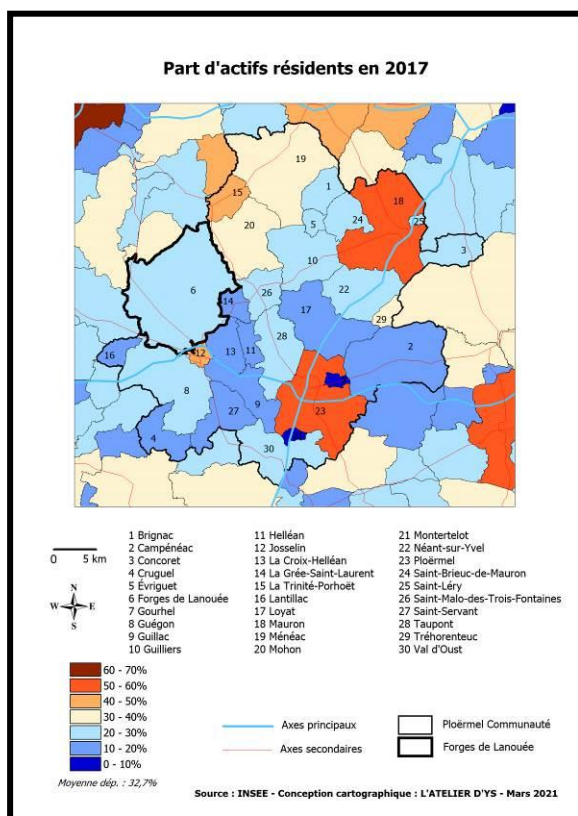 Part d'actifs résidents en 2017
19
15
1
18
20
5
24
25
10
3
6
26
22
14
17
29
16
12
13
11
28
2
8
27
9
23
4
30
0 5 km
N
W E
S
1 Brignac
2 Campénéac
3 Concoret
4 Cruguel
5 Évriguet
6 Forges de Lanouée
7 Gourhel
8 Guégon
9 Guillac
10 Guilliers
11 Helléan
12 Josselin
13 La Croix-Helléan
14 La Grée-Saint-Laurent
15 La Trinité-Porhoët
16 Lantillac
17 Loyat
18 Mauron
19 Ménéac
20 Mohon
21 Montertelot
22 Néant-sur-Yvel
23 Ploërmel
24 Saint-Brieuc-de-Mauron
25 Saint-Léry
26 Saint-Malo-des-Trois-Fontaines
27 Saint-Servant
28 Taupont
29 Tréhorenteuc
30 Val d'Oust
60 - 70%
50 - 60%
40 - 50%
30 - 40%
20 - 30%
10 - 20%
0 - 10%
Moyenne dép. : 32,7%
Axes principaux
Axes secondaires
Ploërmel Communauté
Forges de Lanouée
Source : INSEE - Conception cartographique : L'ATELIER D'YS - Mars 2021